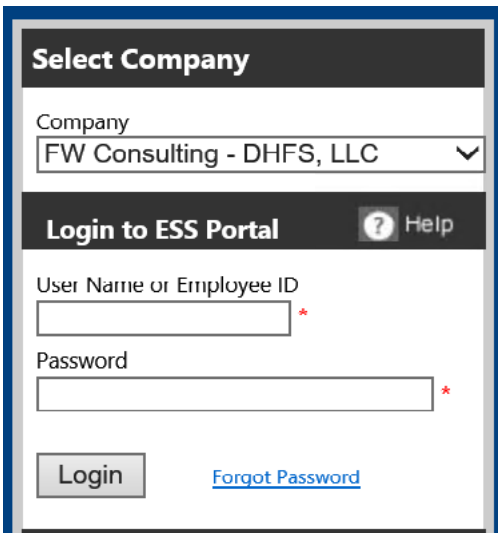 Select Company
Company
FW Consulting - DHFS, LLC
Login to ESS Portal ? Help
User Name or Employee ID
*
Password
*
Login Forgot Password